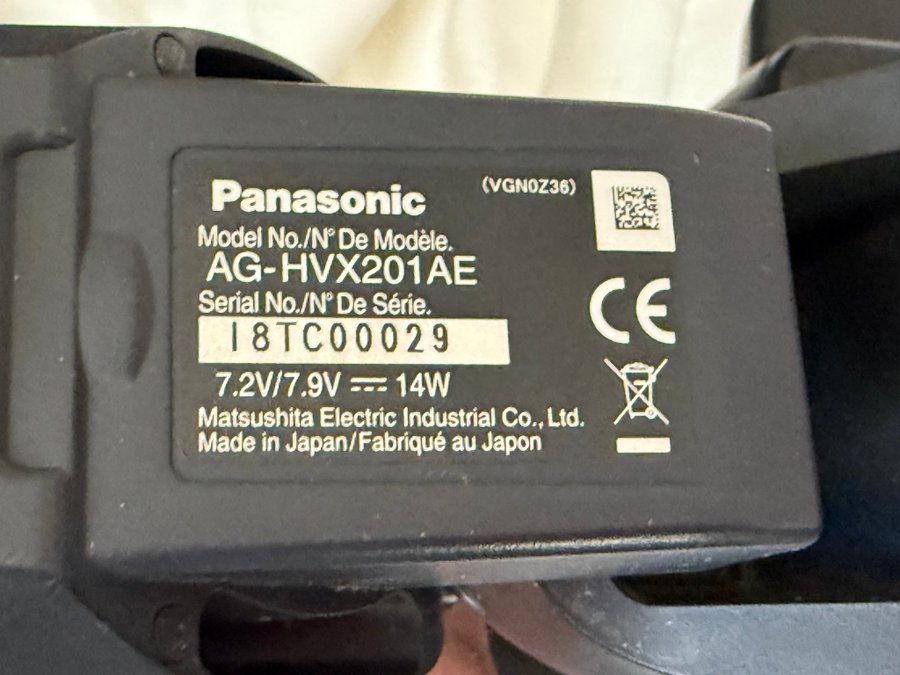 Panasonic
(VGN0Z36)
Model No./N° De Modèle.
AG-HVX201AE
Serial No./N° De Série.
I8TC00029
7.2V/7.9V ⎓ 14W
Matsushita Electric Industrial Co., Ltd.
Made in Japan/Fabriqué au Japon
CE